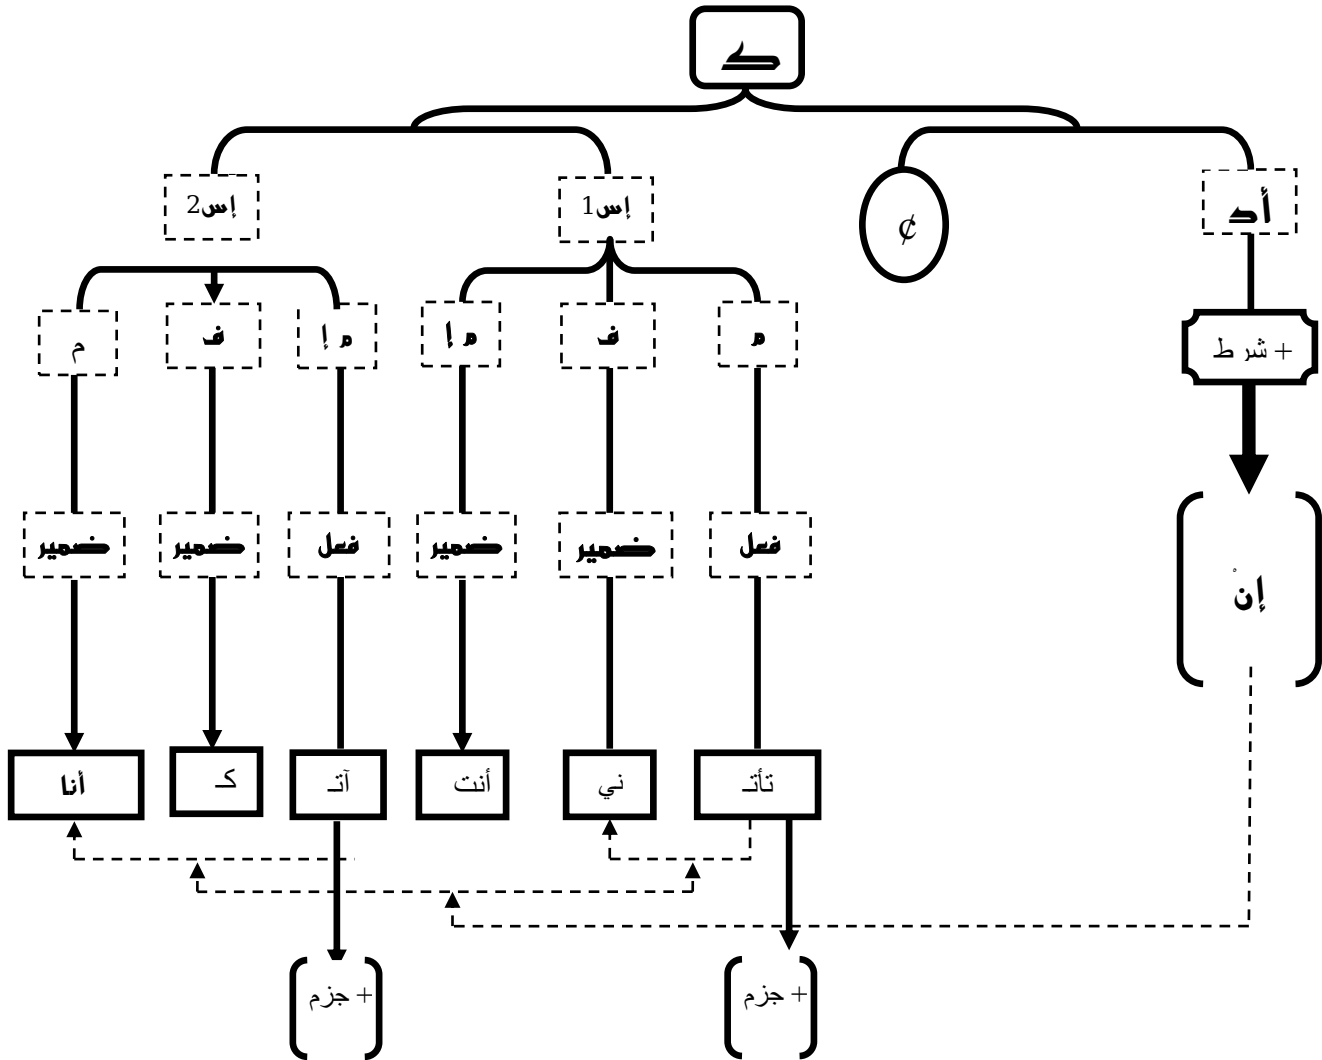 ك
أد
¢
إس1
إس2
م
ف
م إ
م إ
ف
م
+ شرط
فعل
ضمير
ضمير
فعل
ضمير
ضمير
إنْ
تأتـ
ني
أنت
آتـ
كـ
أنا
+ جزم
+ جزم